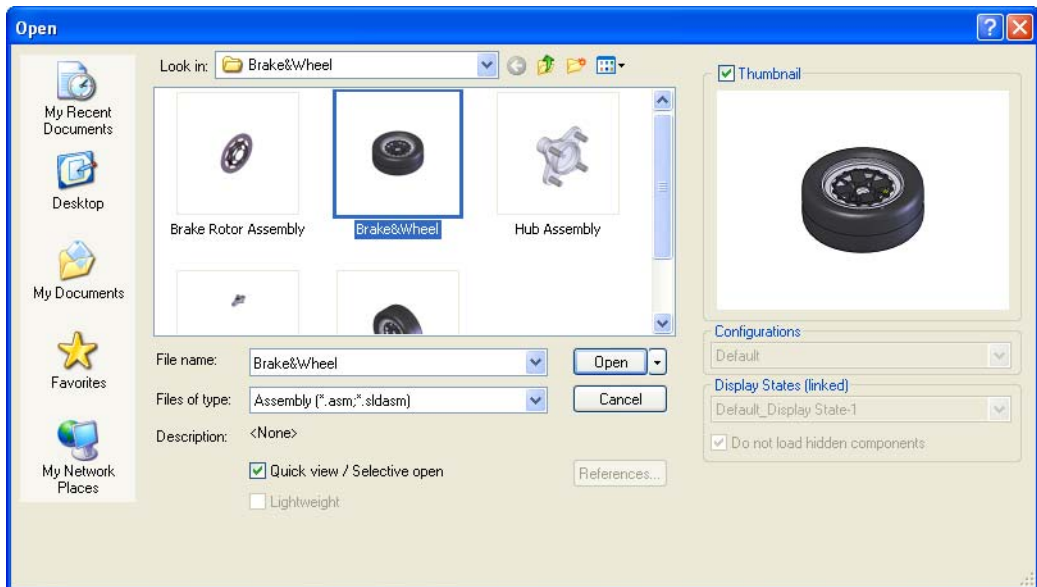 Open
Look in: Brake&Wheel
My Recent
Documents
Desktop
My Documents
Favorites
My Network
Places
Brake Rotor Assembly
Brake&Wheel
Hub Assembly
File name: Brake&Wheel
Open
Files of type: Assembly (*.asm;*.sldasm)
Cancel
Description: <None>
Quick view / Selective open
References...
Lightweight
Thumbnail
Configurations
Default
Display States (linked)
Default_Display State-1
Do not load hidden components